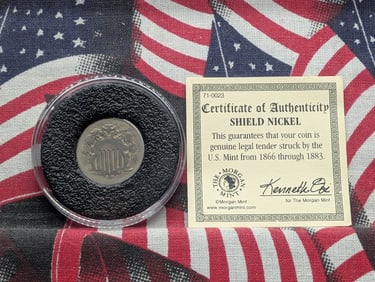 71-0023
Certificate of Authenticity
SHIELD NICKEL
This guarantees that your coin is
genuine legal tender struck by the
U.S. Mint from 1866 through 1883.
THE MORGAN MINT
©Morgan Mint
www.morganmint.com
for The Morgan Mint